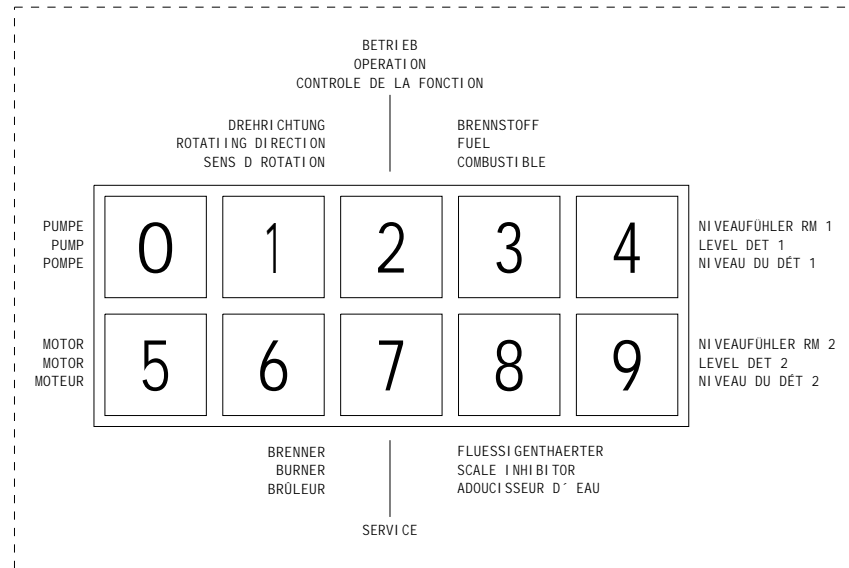 BETRIEB
OPERATION
CONTROLE DE LA FONCTION
DREHRICHTUNG
ROTATIING DIRECTION
SENS D ROTATION
BRENNSTOFF
FUEL
COMBUSTIBLE
PUMPE
PUMP
POMPE
0 1 2 3 4
NIVEAUFÜHLER RM 1
LEVEL DET 1
NIVEAU DU DÉT 1
MOTOR
MOTOR
MOTEUR
5 6 7 8 9
NIVEAUFÜHLER RM 2
LEVEL DET 2
NIVEAU DU DÉT 2
BRENNER
BURNER
BRÛLEUR
FLUESSIGENTHAERTER
SCALE INHIBITOR
ADOUCISSEUR D´ EAU
SERVICE